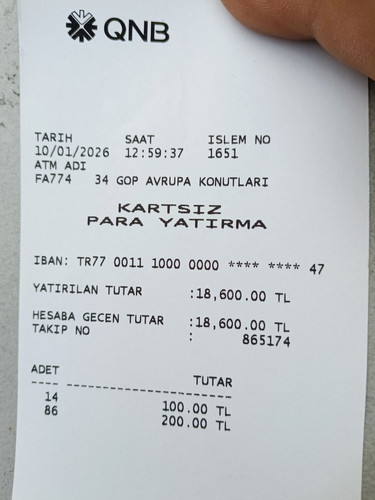 QNB
TARIH SAAT ISLEM NO
10/01/2026 12:59:37 1651
ATM ADI
FA774 34 GOP AVRUPA KONUTLARI
KARTSIZ
PARA YATIRMA
IBAN: TR77 0011 1000 0000 **** **** 47
YATIRILAN TUTAR :18,600.00 TL
HESABA GECEN TUTAR :18,600.00 TL
TAKIP NO : 865174
ADET TUTAR
---- --------------------
14 100.00 TL
86 200.00 TL